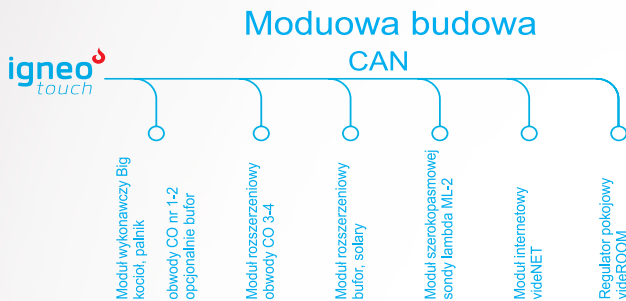 Moduowa budowa
CAN
igneo
touch
Moduł wykonawczy Big
kocioł, palnik
obwody CO nr 1-2
opcjonalnie bufor
Moduł rozszerzeniowy
obwody CO 3-4
Moduł rozszerzeniowy
bufor, solary
Moduł szerokopasmowej
sondy lambda ML-2
Moduł internetowy
videNET
Regulator pokojowy
videROOM